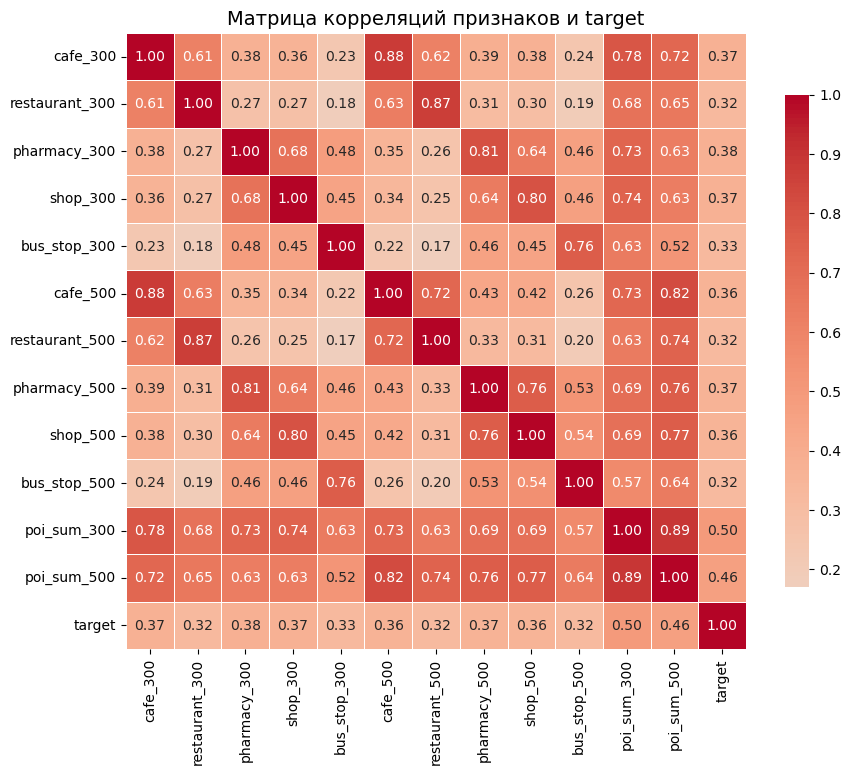 Матрица корреляций признаков и target
cafe_300 1.00 0.61 0.38 0.36 0.23 0.88 0.62 0.39 0.38 0.24 0.78 0.72 0.37
restaurant_300 0.61 1.00 0.27 0.27 0.18 0.63 0.87 0.31 0.30 0.19 0.68 0.65 0.32
pharmacy_300 0.38 0.27 1.00 0.68 0.48 0.35 0.26 0.81 0.64 0.46 0.73 0.63 0.38
shop_300 0.36 0.27 0.68 1.00 0.45 0.34 0.25 0.64 0.80 0.46 0.74 0.63 0.37
bus_stop_300 0.23 0.18 0.48 0.45 1.00 0.22 0.17 0.46 0.45 0.76 0.63 0.52 0.33
cafe_500 0.88 0.63 0.35 0.34 0.22 1.00 0.72 0.43 0.42 0.26 0.73 0.82 0.36
restaurant_500 0.62 0.87 0.26 0.25 0.17 0.72 1.00 0.33 0.31 0.20 0.63 0.74 0.32
pharmacy_500 0.39 0.31 0.81 0.64 0.46 0.43 0.33 1.00 0.76 0.53 0.69 0.76 0.37
shop_500 0.38 0.30 0.64 0.80 0.45 0.42 0.31 0.76 1.00 0.54 0.69 0.77 0.36
bus_stop_500 0.24 0.19 0.46 0.46 0.76 0.26 0.20 0.53 0.54 1.00 0.57 0.64 0.32
poi_sum_300 0.78 0.68 0.73 0.74 0.63 0.73 0.63 0.69 0.69 0.57 1.00 0.89 0.50
poi_sum_500 0.72 0.65 0.63 0.63 0.52 0.82 0.74 0.76 0.77 0.64 0.89 1.00 0.46
target 0.37 0.32 0.38 0.37 0.33 0.36 0.32 0.37 0.36 0.32 0.50 0.46 1.00
cafe_300
restaurant_300
pharmacy_300
shop_300
bus_stop_300
cafe_500
restaurant_500
pharmacy_500
shop_500
bus_stop_500
poi_sum_300
poi_sum_500
target
1.0
0.9
0.8
0.7
0.6
0.5
0.4
0.3
0.2